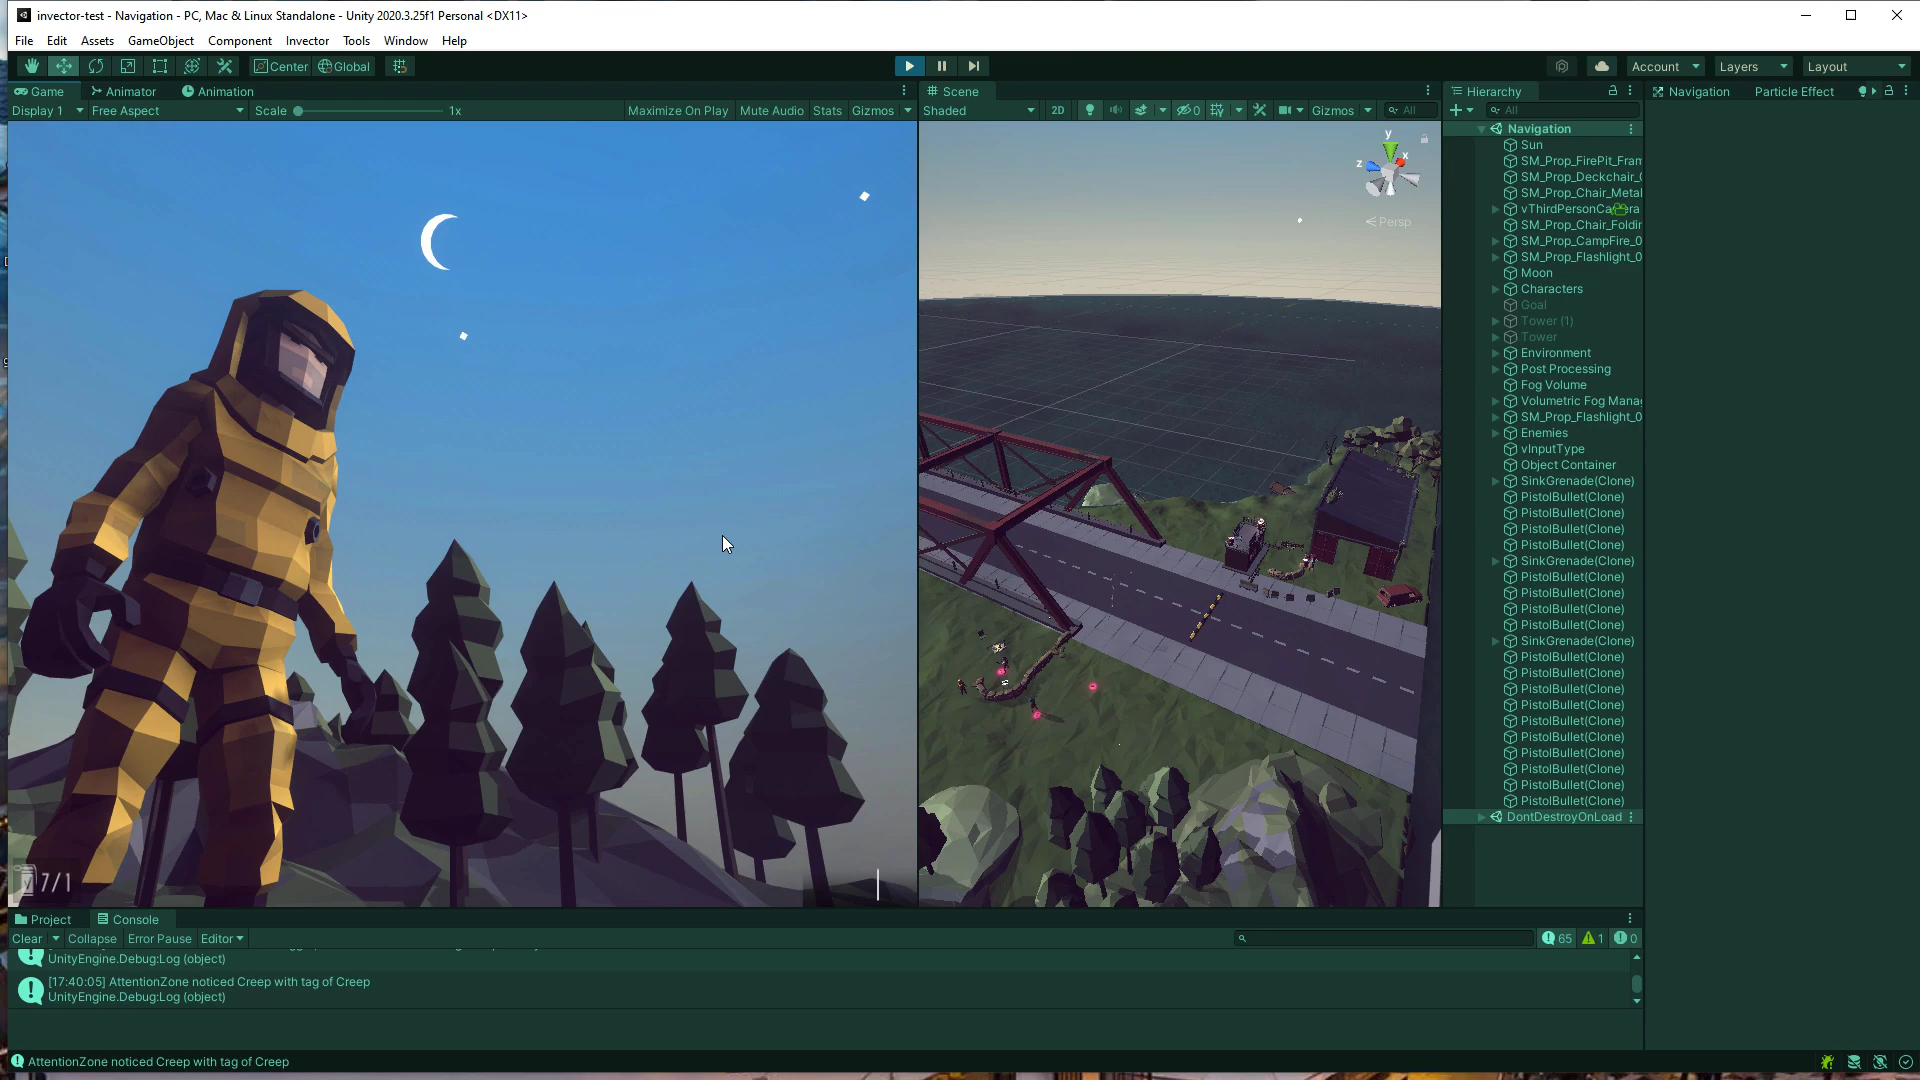 invector-test - Navigation - PC, Mac & Linux Standalone - Unity 2020.3.25f1 Personal <DX11>
File Edit Assets GameObject Component Invector Tools Window Help
Center Global Account Layers Layout
Game Animator Animation
Display 1 Free Aspect Scale 1x Maximize On Play Mute Audio Stats Gizmos
7/1
Scene
Shaded 2D 0 Gizmos All
y
x
z
Persp
Hierarchy
All
Navigation
Sun
SM_Prop_FirePit_Fram
SM_Prop_Deckchair_0
SM_Prop_Chair_Metal
vThirdPersonCamera
SM_Prop_Chair_Foldin
SM_Prop_CampFire_0
SM_Prop_Flashlight_0
Moon
Characters
Goal
Tower (1)
Tower
Environment
Post Processing
Fog Volume
Volumetric Fog Mana
SM_Prop_Flashlight_0
Enemies
vInputType
Object Container
SinkGrenade(Clone)
PistolBullet(Clone)
PistolBullet(Clone)
PistolBullet(Clone)
PistolBullet(Clone)
SinkGrenade(Clone)
PistolBullet(Clone)
PistolBullet(Clone)
PistolBullet(Clone)
PistolBullet(Clone)
SinkGrenade(Clone)
PistolBullet(Clone)
PistolBullet(Clone)
PistolBullet(Clone)
PistolBullet(Clone)
PistolBullet(Clone)
PistolBullet(Clone)
PistolBullet(Clone)
PistolBullet(Clone)
PistolBullet(Clone)
PistolBullet(Clone)
DontDestroyOnLoad
Navigation Particle Effect
Project Console
Clear Collapse Error Pause Editor 65 1 0
UnityEngine.Debug:Log (object)
[17:40:05] AttentionZone noticed Creep with tag of Creep
UnityEngine.Debug:Log (object)
AttentionZone noticed Creep with tag of Creep